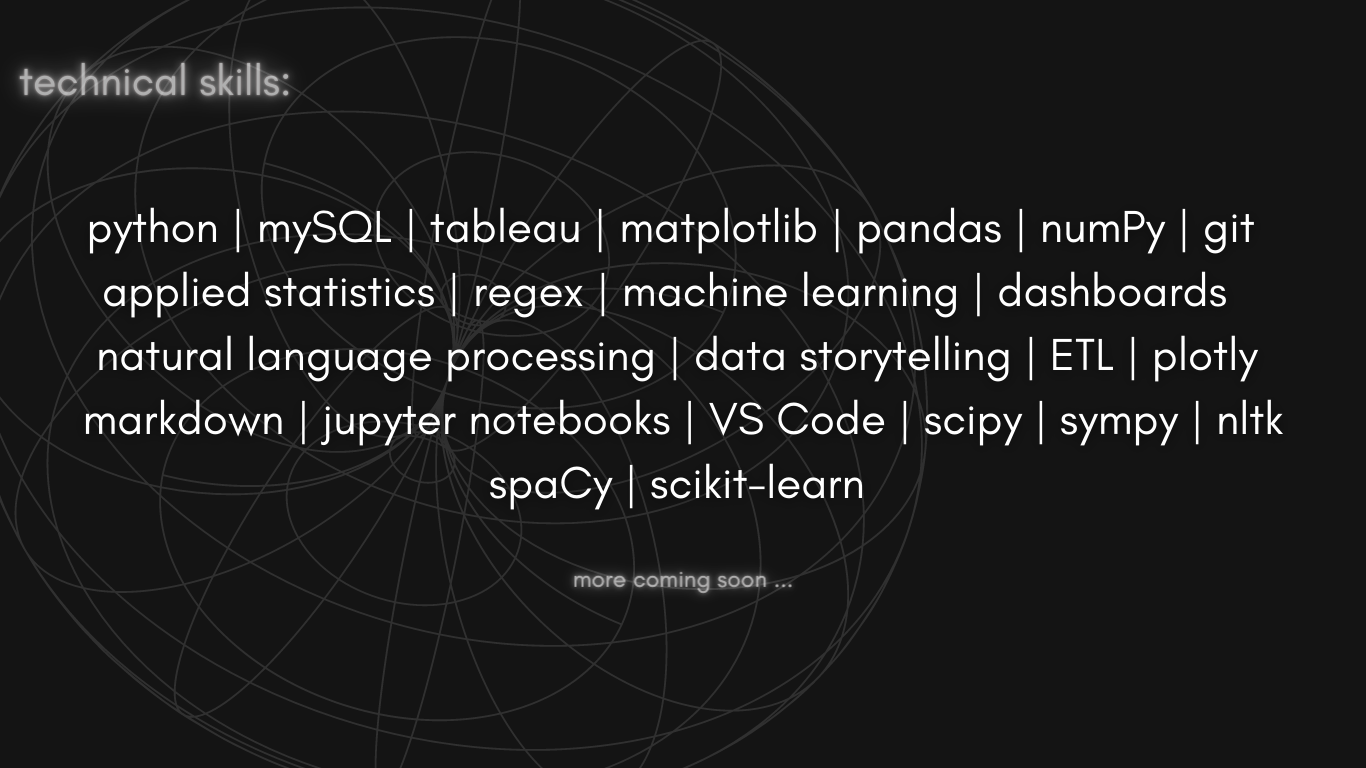 technical skills:
python | mySQL | tableau | matplotlib | pandas | numPy | git
applied statistics | regex | machine learning | dashboards
natural language processing | data storytelling | ETL | plotly
markdown | jupyter notebooks | VS Code | scipy | sympy | nltk
spaCy | scikit-learn
more coming soon ...